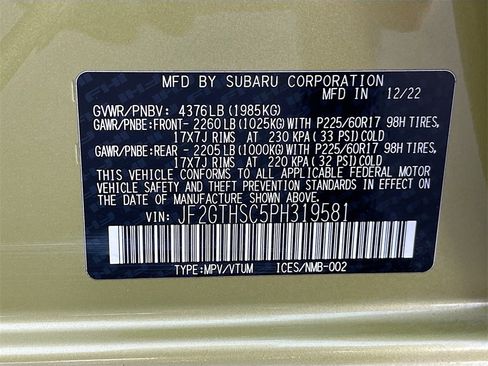 MFD BY SUBARU CORPORATION
MFD IN 12/22
GVWR/PNBV: 4376LB(1985KG)
GAWR/PNBE:FRONT-2260LB(1025KG)WITH P225/60R17 98H TIRES,
17X7J RIMS AT 230 KPA(33 PSI)COLD
GAWR/PNBE:REAR -2205LB(1000KG)WITH P225/60R17 98H TIRES,
17X7J RIMS AT 220 KPA(32 PSI)COLD
THIS VEHICLE CONFORMS TO ALL APPLICABLE FEDERAL MOTOR
VEHICLE SAFETY AND THEFT PREVENTION STANDARDS IN EFFECT
ON THE DATE OF MANUFACTURE SHOWN ABOVE.
VIN: JF2GTHSC5PH319581
TYPE:MPV/VTUM ICES/NMB-002